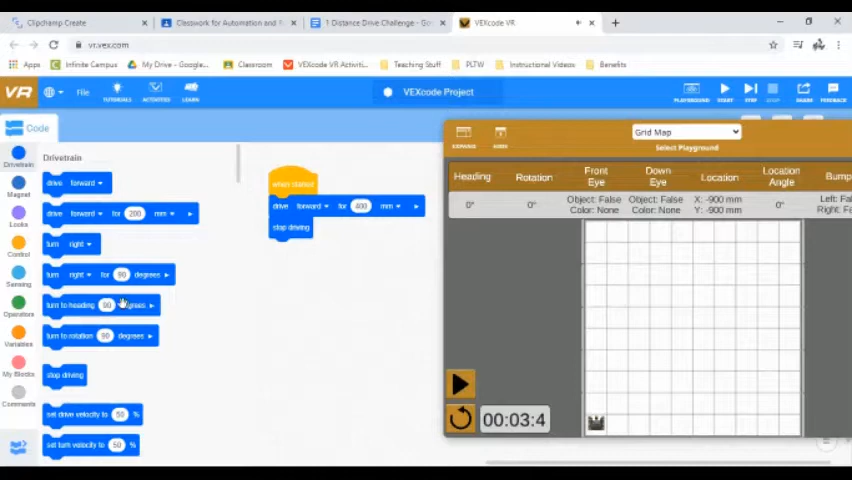 Clipchamp Create
Classwork for Automation and R
1 Distance Drive Challenge - Go
VEXcode VR
vr.vex.com
Apps
Infinite Campus
My Drive - Google...
Classroom
VEXcode VR Activiti...
Teaching Stuff
PLTW
Instructional Videos
Benefits
VR
File
TUTORIALS
ACTIVITIES
LEARN
VEXcode Project
PLAYGROUND
START
STEP
STOP
SHARE
FEEDBACK
Code
Drivetrain
Magnet
Looks
Control
Sensing
Operators
Variables
My Blocks
Comments
Drivetrain
drive forward
drive forward for 200 mm
turn right
turn right for 90 degrees
turn to heading 90 degrees
turn to rotation 90 degrees
stop driving
set drive velocity to 50 %
set turn velocity to 50 %
when started
drive forward for 400 mm
stop driving
EXPAND
HIDE
Grid Map
Select Playground
Heading
Rotation
Front Eye
Down Eye
Location
Location Angle
Bump
0°
0°
Object: False
Color: None
Object: False
Color: None
X: -900 mm
Y: -900 mm
0°
Left: Fal
Right: F
00:03:4